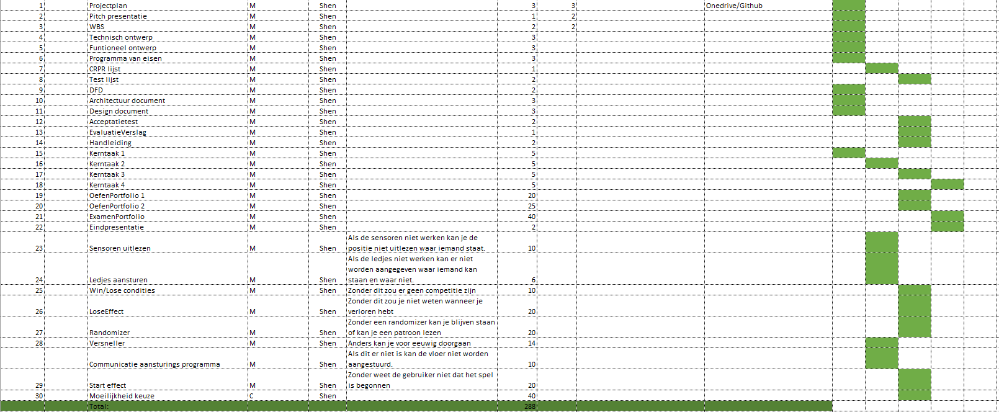 1 Projectplan M Shen 3 3 Onedrive/Github
2 Pitch presentatie M Shen 1 2
3 WBS M Shen 2 2
4 Technisch ontwerp M Shen 3
5 Funtioneel ontwerp M Shen 3
6 Programma van eisen M Shen 3
7 CRPR lijst M Shen 1
8 Test lijst M Shen 2
9 DFD M Shen 2
10 Architectuur document M Shen 3
11 Design document M Shen 3
12 Acceptatietest M Shen 2
13 EvaluatieVerslag M Shen 1
14 Handleiding M Shen 2
15 Kerntaak 1 M Shen 5
16 Kerntaak 2 M Shen 5
17 Kerntaak 3 M Shen 5
18 Kerntaak 4 M Shen 5
19 OefenPortfolio 1 M Shen 20
20 OefenPortfolio 2 M Shen 25
21 ExamenPortfolio M Shen 40
22 Eindpresentatie M Shen 2
Als de sensoren niet werken kan je de
23 Sensoren uitlezen M Shen positie niet uitlezen waar iemand staat. 10
Als de ledjes niet werken kan er niet
worden aangegeven waar iemand kan
24 Ledjes aansturen M Shen staan en waar niet. 6
25 Win/Lose condities M Shen Zonder dit zou er geen competitie zijn 10
Zonder dit zou je niet weten wanneer je
26 LoseEffect M Shen verloren hebt 20
Zonder een randomizer kan je blijven staan
27 Randomizer M Shen of kan je een patroon lezen 20
28 Versneller M Shen Anders kan je voor eeuwig doorgaan 14
Als dit er niet is kan de vloer niet worden
Communicatie aansturings programma M Shen aangestuurd. 10
Zonder weet de gebruiker niet dat het spel
29 Start effect M Shen is begonnen 20
30 Moeilijkheid keuze C Shen 40
Total: 288